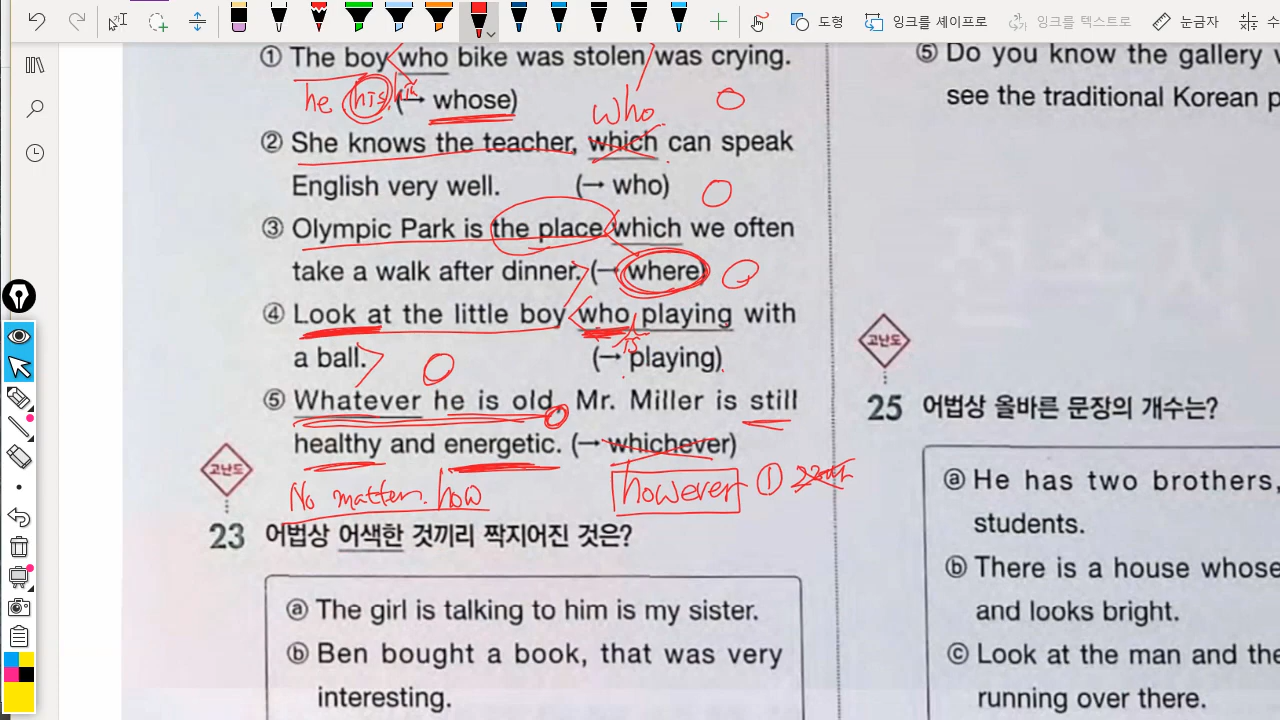 도형
잉크를 셰이프로
잉크를 텍스트로
눈금자
수식
① The boy who bike was stolen was crying.
he his (→ whose)
who
② She knows the teacher, which can speak
English very well. (→ who)
③ Olympic Park is the place which we often
take a walk after dinner. (→ where)
④ Look at the little boy who playing with
is
a ball. (→ playing)
⑤ Whatever he is old, Mr. Miller is still
healthy and energetic. (→ whichever)
고난도
No matter how however ①
23 어법상 어색한 것끼리 짝지어진 것은?
ⓐ The girl is talking to him is my sister.
ⓑ Ben bought a book, that was very
interesting.
⑤ Do you know the gallery
see the traditional Korean p
고난도
25 어법상 올바른 문장의 개수는?
ⓐ He has two brothers,
students.
ⓑ There is a house whose
and looks bright.
ⓒ Look at the man and the
running over there.